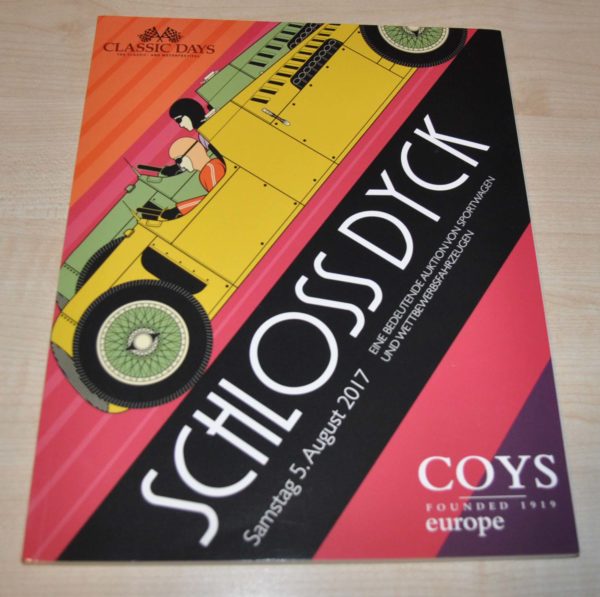 CLASSIC DAYS
SCHLOSS DYCK
Samstag 5. August 2017
EINE BEDEUTENDE AUKTION VON SPORTWAGEN
UND WETTBEWERBSFAHRZEUGEN
COYS
FOUNDED 1919
europe